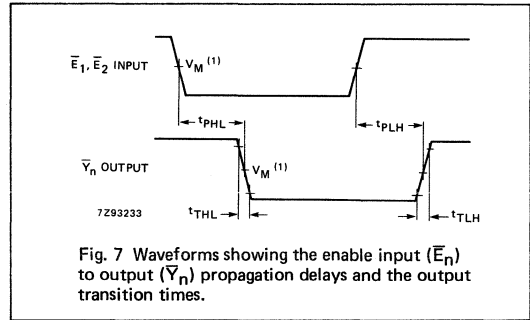 E̅1, E̅2 INPUT
VM (1)
tPHL
tPLH
Y̅n OUTPUT
VM (1)
7Z93233
tTHL
tTLH
Fig. 7 Waveforms showing the enable input (E̅n)
to output (Y̅n) propagation delays and the output
transition times.